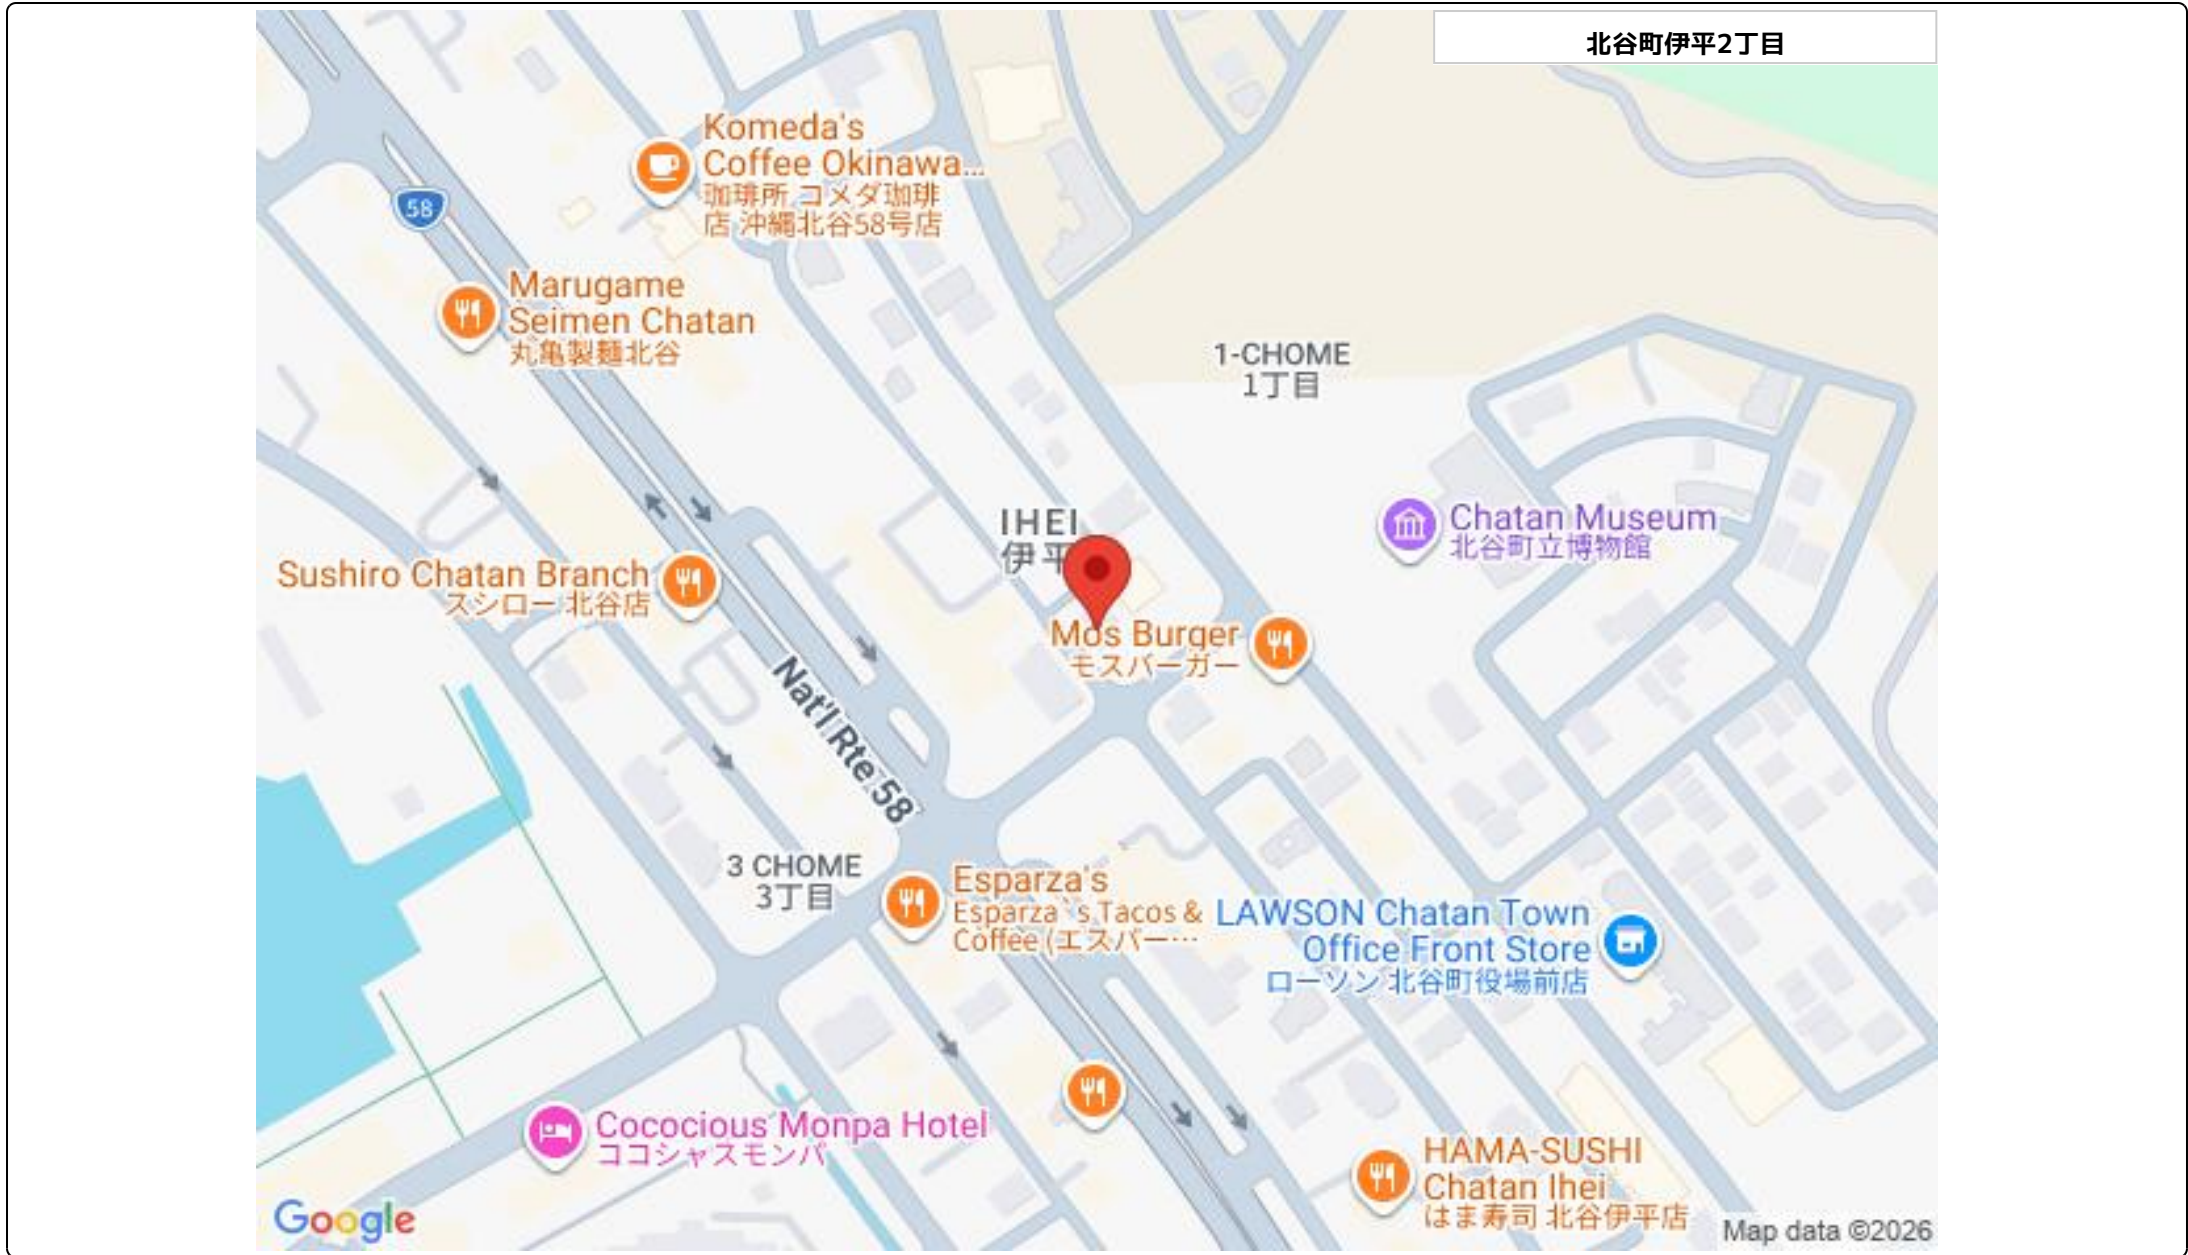 北谷町伊平2丁目
Komeda's
Coffee Okinawa...
珈琲所 コメダ珈琲
店 沖縄北谷58号店
58
Marugame
Seimen Chatan
丸亀製麺北谷
1-CHOME
1丁目
IHEI
伊平
Chatan Museum
北谷町立博物館
Sushiro Chatan Branch
スシロー 北谷店
Mos Burger
モスバーガー
Nat'l Rte 58
3 CHOME
3丁目
Esparza's
Esparza`s Tacos &
Coffee (エスパー…
LAWSON Chatan Town
Office Front Store
ローソン 北谷町役場前店
Cococious Monpa Hotel
ココシャスモンパ
HAMA-SUSHI
Chatan Ihei
はま寿司 北谷伊平店
Google
Map data ©2026